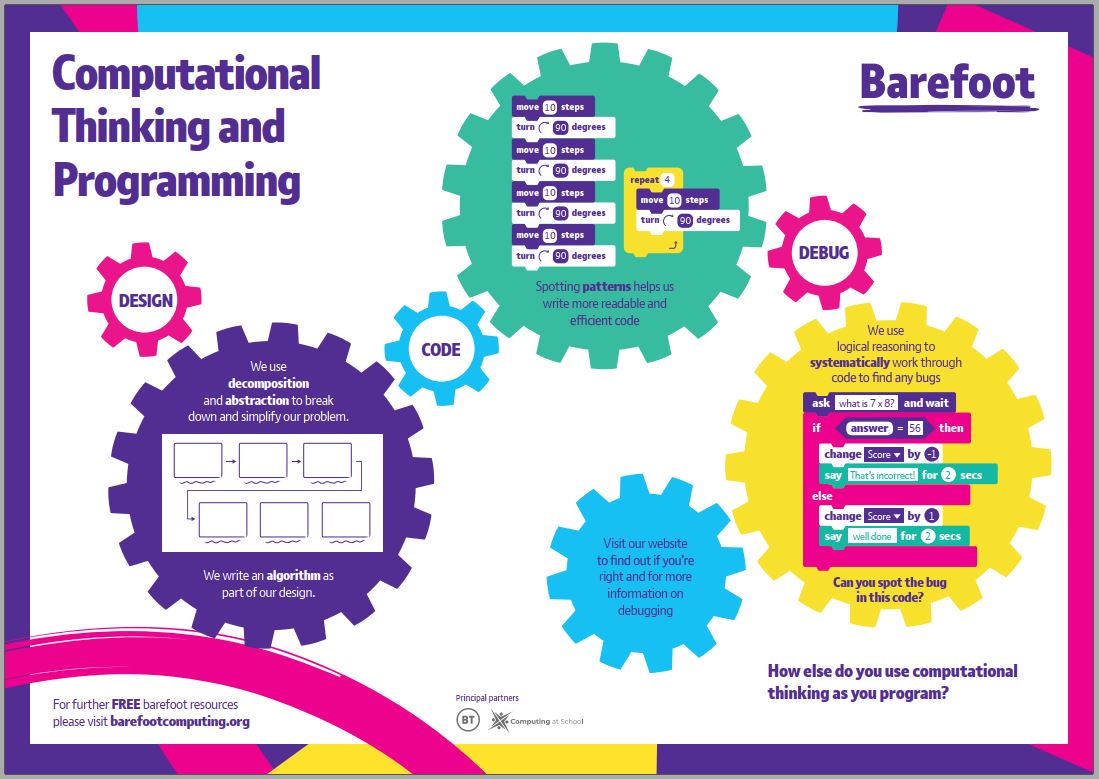 Computational
Thinking and
Programming
Barefoot
move 10 steps
turn 90 degrees
move 10 steps
turn 90 degrees
move 10 steps
turn 90 degrees
move 10 steps
turn 90 degrees
repeat 4
move 10 steps
turn 90 degrees
Spotting patterns helps us
write more readable and
efficient code
DESIGN
CODE
DEBUG
We use
decomposition
and abstraction to break
down and simplify our problem.
We write an algorithm as
part of our design.
We use
logical reasoning to
systematically work through
code to find any bugs
ask what is 7 x 8? and wait
if answer = 56 then
change Score by -1
say That's incorrect! for 2 secs
else
change Score by 1
say well done for 2 secs
Can you spot the bug
in this code?
Visit our website
to find out if you're
right and for more
information on
debugging
How else do you use computational
thinking as you program?
For further FREE barefoot resources
please visit barefootcomputing.org
Principal partners
BT
Computing at School